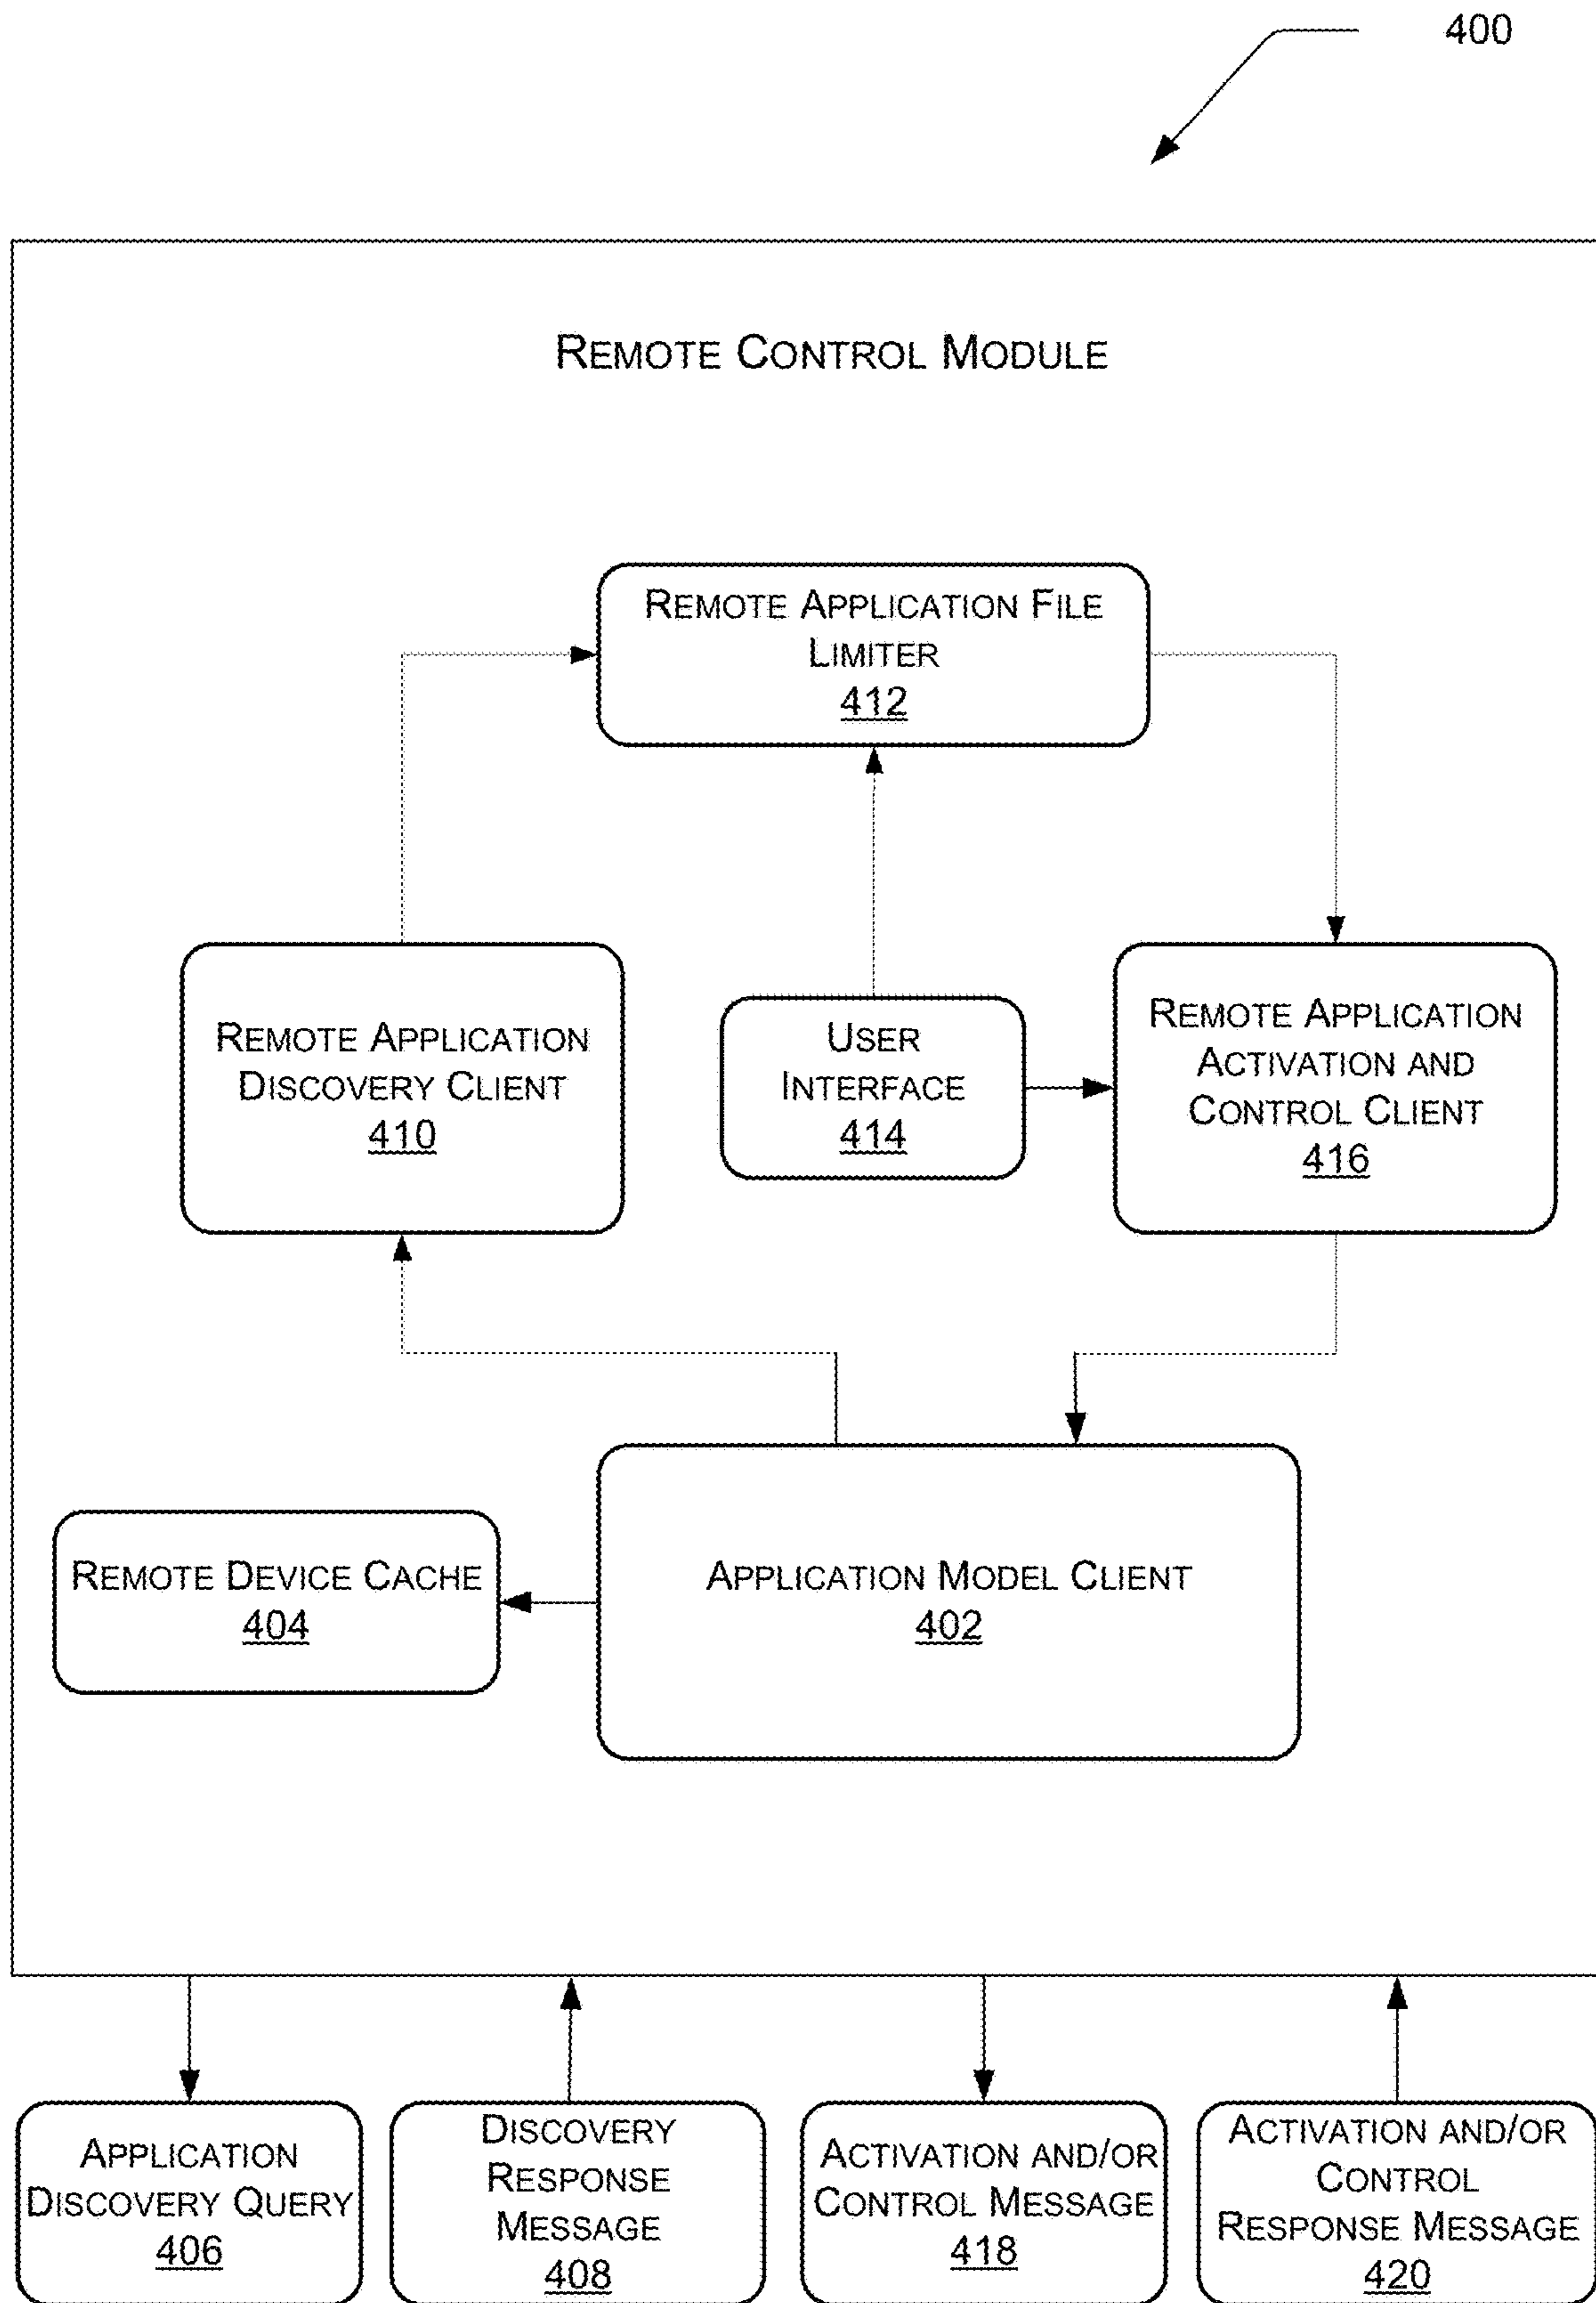 400
REMOTE CONTROL MODULE
REMOTE APPLICATION FILE
LIMITER
412
REMOTE APPLICATION
DISCOVERY CLIENT
410
USER
INTERFACE
414
REMOTE APPLICATION
ACTIVATION AND
CONTROL CLIENT
416
REMOTE DEVICE CACHE
404
APPLICATION MODEL CLIENT
402
APPLICATION
DISCOVERY QUERY
406
DISCOVERY
RESPONSE
MESSAGE
408
ACTIVATION AND/OR
CONTROL MESSAGE
418
ACTIVATION AND/OR
CONTROL
RESPONSE MESSAGE
420